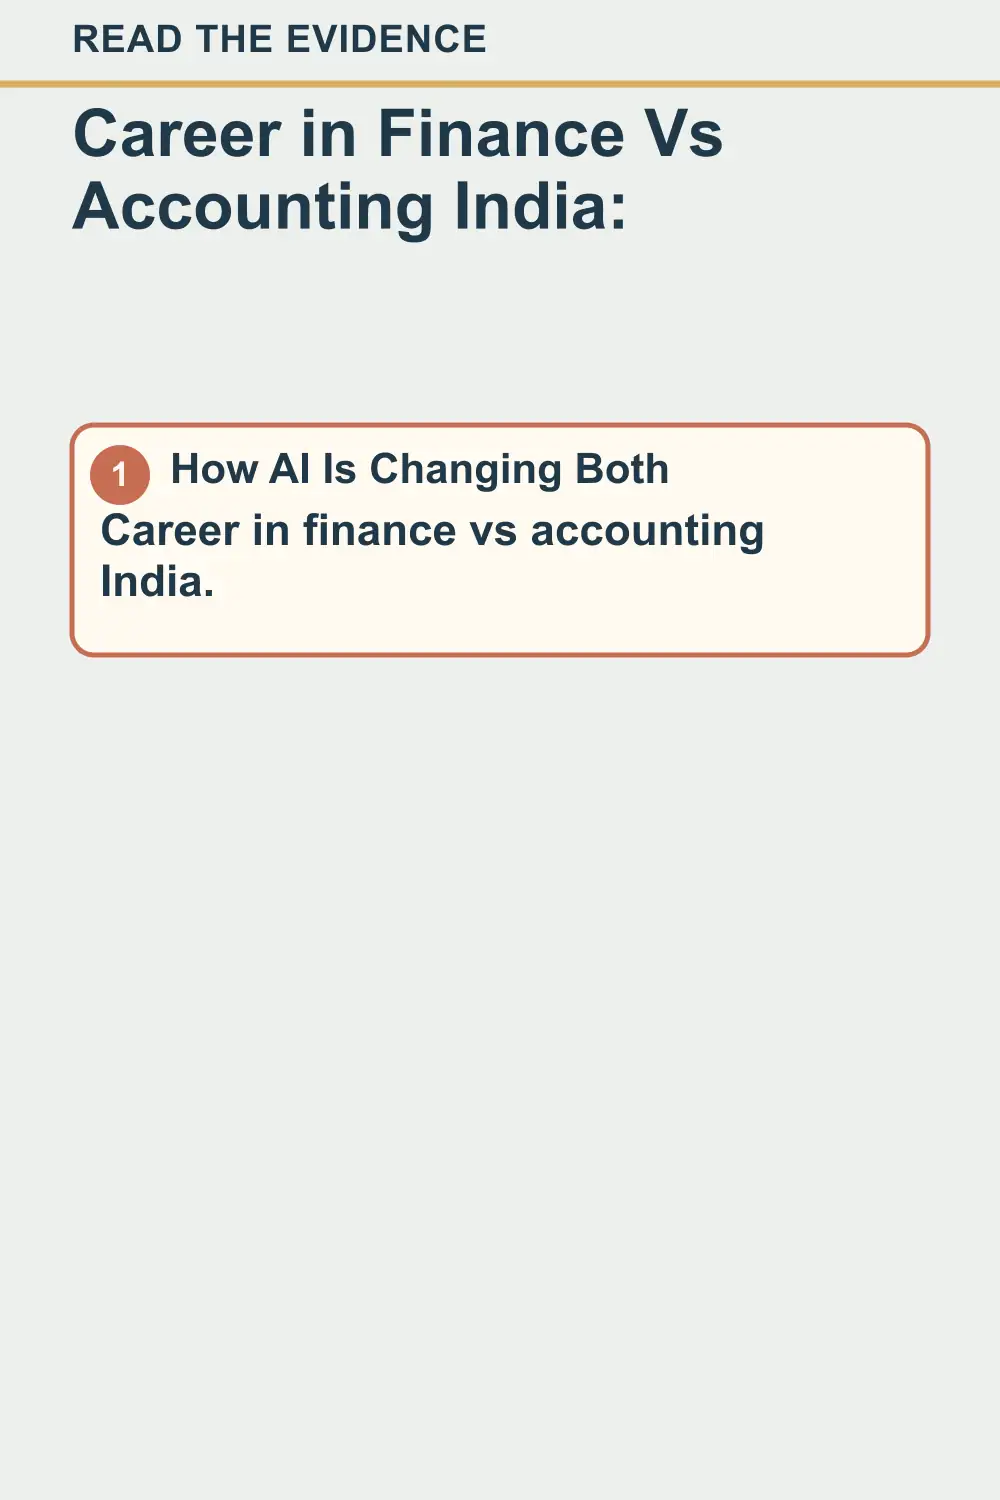 READ THE EVIDENCE
Career in Finance Vs
Accounting India:
1 How AI Is Changing Both
Career in finance vs accounting
India.